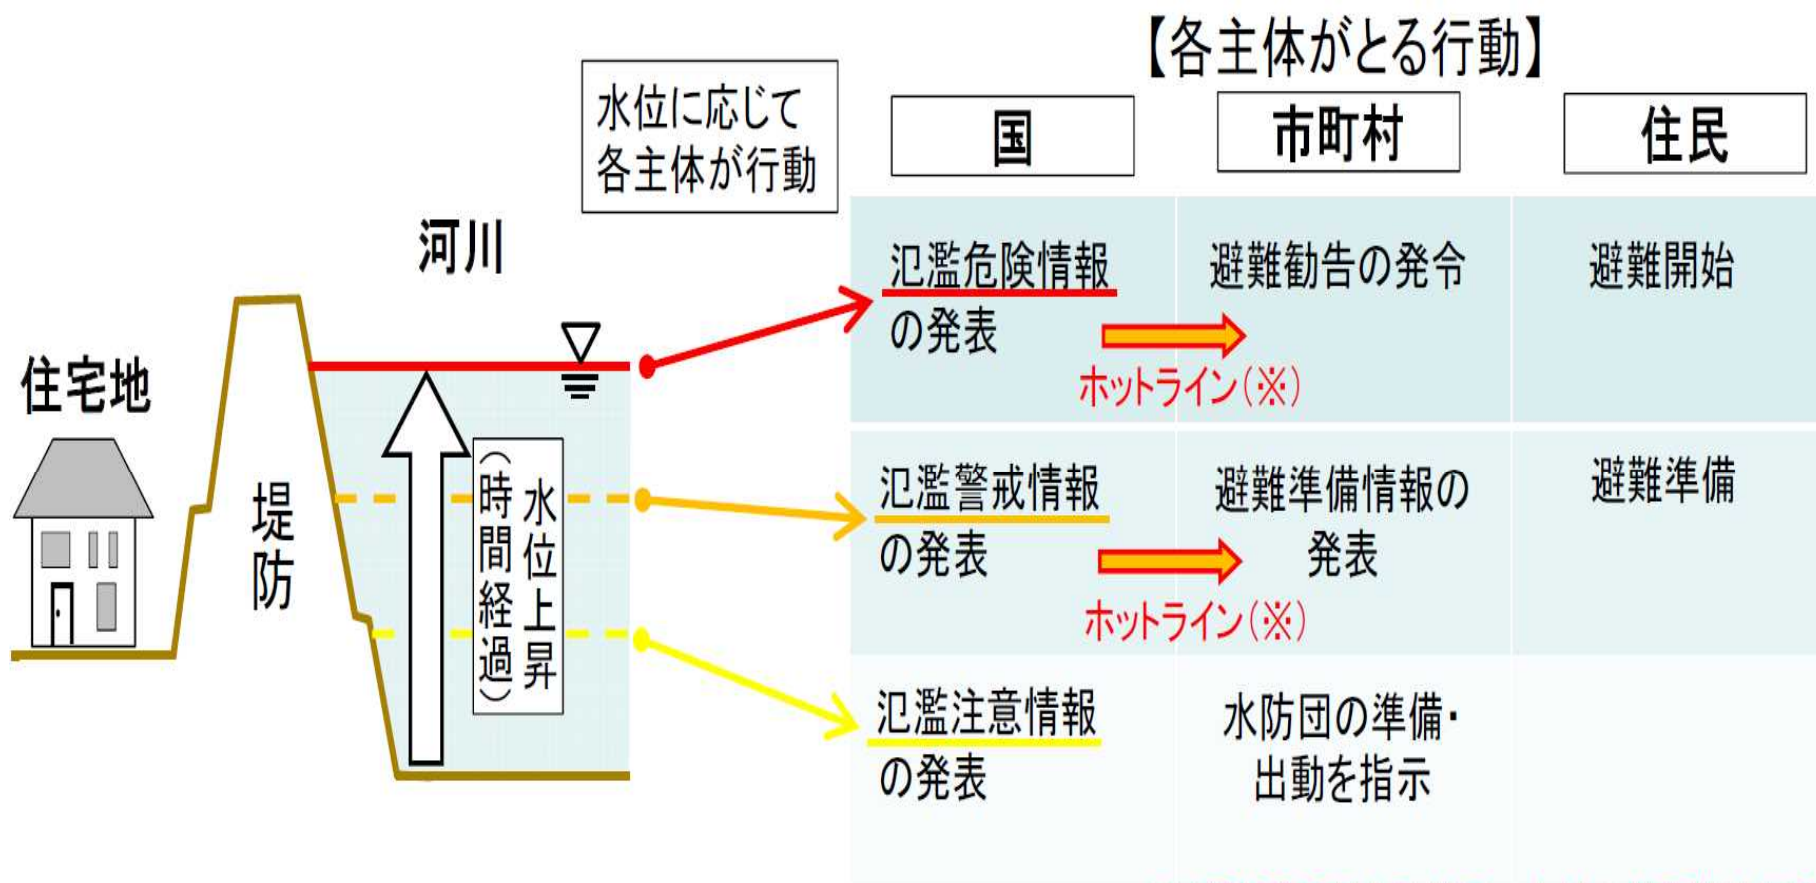 【各主体がとる行動】
水位に応じて
各主体が行動
国
市町村
住民
河川
住宅地
堤防
水位上昇
（時間経過）
氾濫危険情報
の発表
避難勧告の発令
避難開始
ホットライン（※）
氾濫警戒情報
の発表
避難準備情報の
発表
避難準備
ホットライン（※）
氾濫注意情報
の発表
水防団の準備・
出動を指示